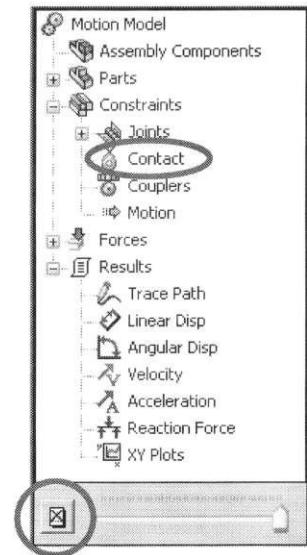 Motion Model
Assembly Components
Parts
Constraints
Joints
Contact
Couplers
Motion
Forces
Results
Trace Path
Linear Disp
Angular Disp
Velocity
Acceleration
Reaction Force
XY Plots